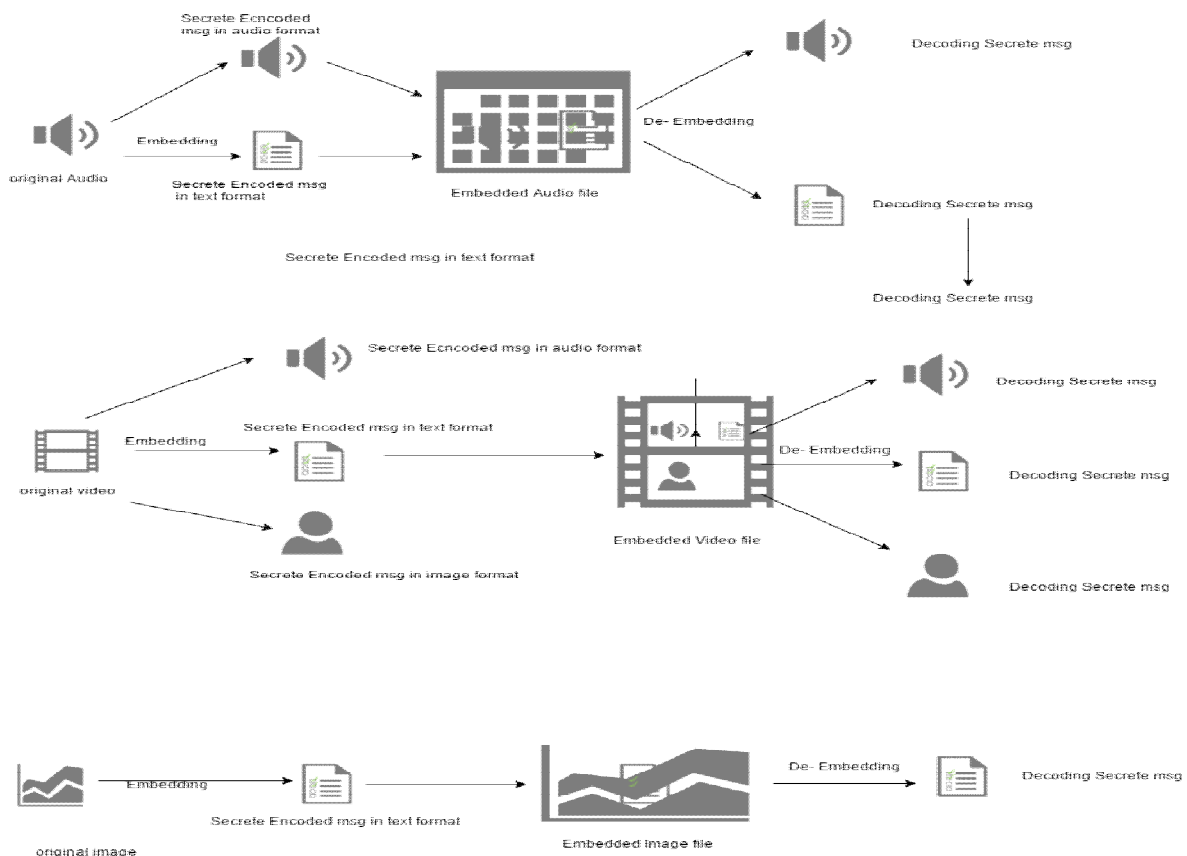 Secrete Ecncoded
msg in audio format
Decoding Secrete msg
Embedding
De- Embedding
original Audio
Secrete Encoded msg
in text format
Embedded Audio file
Decoding Secrete msg
Secrete Encoded msg in text format
Decoding Secrete msg
Secrete Ecncoded msg in audio format
Decoding Secrete msg
Secrete Encoded msg in text format
Embedding
De- Embedding
Decoding Secrete msg
original video
Embedded Video file
Secrete Encoded msg in image format
Decoding Secrete msg
De- Embedding
Decoding Secrete msg
Embedding
Secrete Encoded msg in text format
Embedded Image file
original image